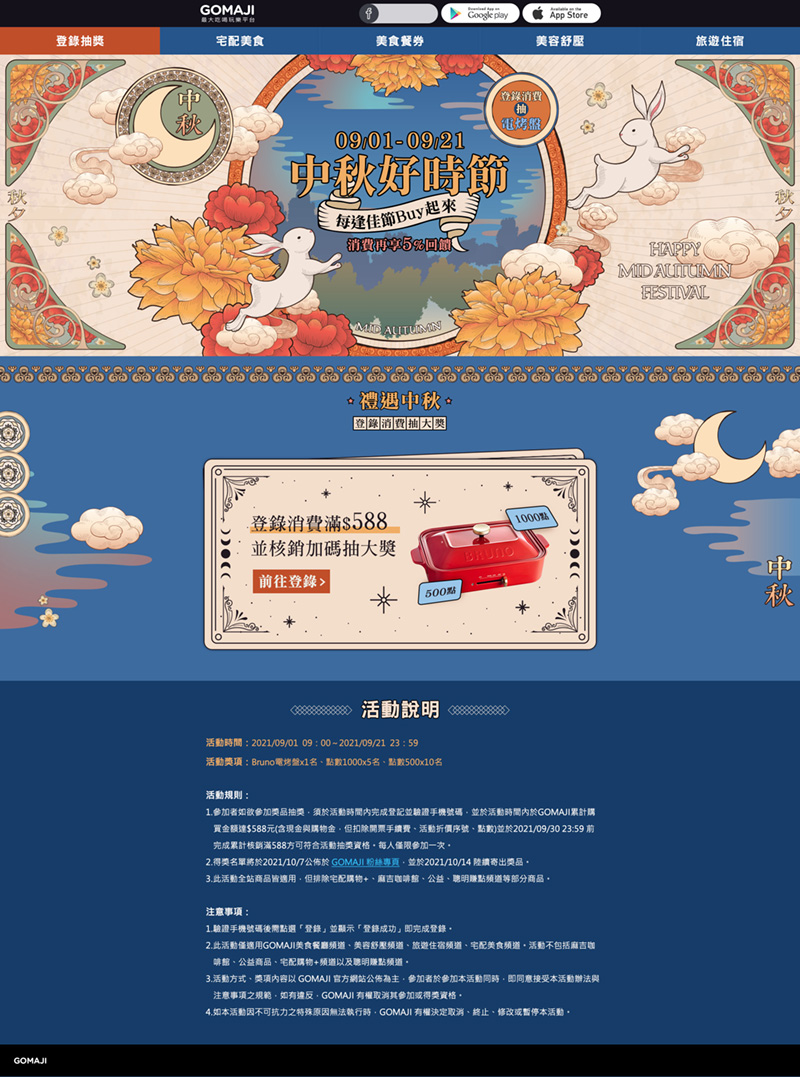 GOMAJI
最大吃喝玩樂平台
Download App on
Google play
Available on the
App Store
登錄抽獎
宅配美食
美食餐券
美容舒壓
旅遊住宿
中秋
登錄消費
抽
電烤盤
09/01-09/21
中秋好時節
每逢佳節Buy起來
消費再享5%回饋
秋夕
秋夕
HAPPY
MID AUTUMN
FESTIVAL
MID AUTUMN
禮遇中秋
登錄消費抽大獎
登錄消費滿$588
並核銷加碼抽大獎
前往登錄>
BRUNO
1000點
500點
中秋
活動說明
活動時間：2021/09/01 09：00～2021/09/21 23：59
活動獎項：Bruno電烤盤x1名、點數1000x5名、點數500x10名
活動規則：
1.參加者如欲參加獎品抽獎，須於活動時間內完成登記並驗證手機號碼，並於活動時間內於GOMAJI累計購
買金額達$588元(含現金與購物金，但扣除開票手續費、活動折價序號、點數)並於2021/09/30 23:59 前
完成累計核銷滿588方可符合活動抽獎資格。每人僅限參加一次。
2.得獎名單將於2021/10/7公佈於 GOMAJI 粉絲專頁，並於2021/10/14 陸續寄出獎品。
3.此活動全站商品皆適用，但排除宅配購物+、麻吉咖啡館、公益、聰明賺點頻道等部分商品。
注意事項：
1.驗證手機號碼後需點選「登錄」並顯示「登錄成功」即完成登錄。
2.此活動僅適用GOMAJI美食餐廳頻道、美容舒壓頻道、旅遊住宿頻道、宅配美食頻道。活動不包括麻吉咖
啡館、公益商品、宅配購物+頻道以及聰明賺點頻道。
3.活動方式、獎項內容以 GOMAJI 官方網站公佈為主，參加者於參加本活動同時，即同意接受本活動辦法與
注意事項之規範，如有違反，GOMAJI 有權取消其參加或得獎資格。
4.如本活動因不可抗力之特殊原因無法執行時，GOMAJI 有權決定取消、終止、修改或暫停本活動。
GOMAJI